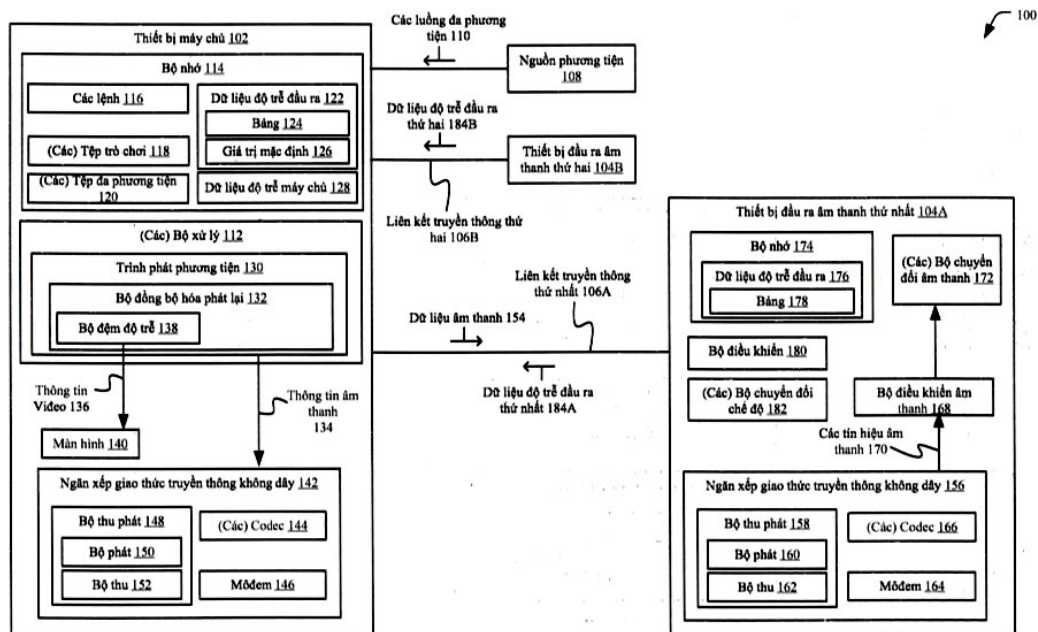 100
Thiết bị máy chủ 102
Bộ nhớ 114
Các lệnh 116
(Các) Tệp trò chơi 118
(Các) Tệp đa phương tiện
120
Dữ liệu độ trễ đầu ra 122
Bảng 124
Giá trị mặc định 126
Dữ liệu độ trễ máy chủ 128
(Các) Bộ xử lý 112
Trình phát phương tiện 130
Bộ đồng bộ hóa phát lại 132
Bộ đệm độ trễ 138
Thông tin
Video 136
Thông tin âm
thanh
134
Màn hình 140
Ngăn xếp giao thức truyền thông không dây 142
Bộ thu phát 148
Bộ phát 150
Bộ thu 152
(Các) Codec 144
Môđem 146
Các luồng đa phương
tiện 110
Nguồn phương tiện
108
Dữ liệu độ trễ đầu ra
thứ hai 184B
Thiết bị đầu ra âm
thanh thứ hai 104B
Liên kết truyền thông thứ
hai 106B
Liên kết truyền thông
thứ nhất 106A
Dữ liệu âm thanh 154
Dữ liệu độ trễ đầu ra
thứ nhất 184A
Thiết bị đầu ra âm thanh thứ nhất 104A
Bộ nhớ 174
Dữ liệu độ trễ đầu ra 176
Bảng 178
(Các) Bộ chuyển
đổi âm thanh 172
Bộ điều khiển 180
(Các) Bộ chuyển đổi
chế độ 182
Bộ điều khiển âm
thanh 168
Các tín hiệu âm
thanh 170
Ngăn xếp giao thức truyền thông không dây 156
Bộ thu phát 158
Bộ phát 160
Bộ thu 162
(Các) Codec 166
Môđem 164